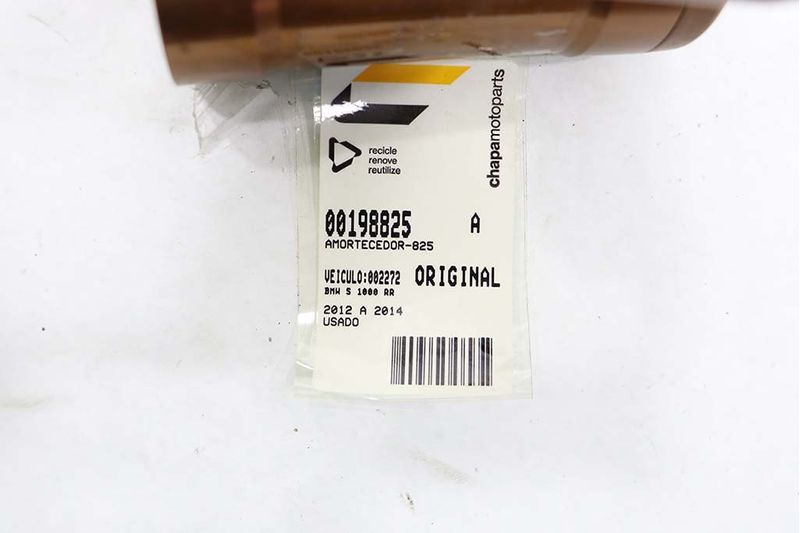 chapamotoparts
recicle
renove
reutilize
00198825 A
AMORTECEDOR-825
VEICULO:002272 ORIGINAL
BMW S 1000 RR
2012 A 2014
USADO